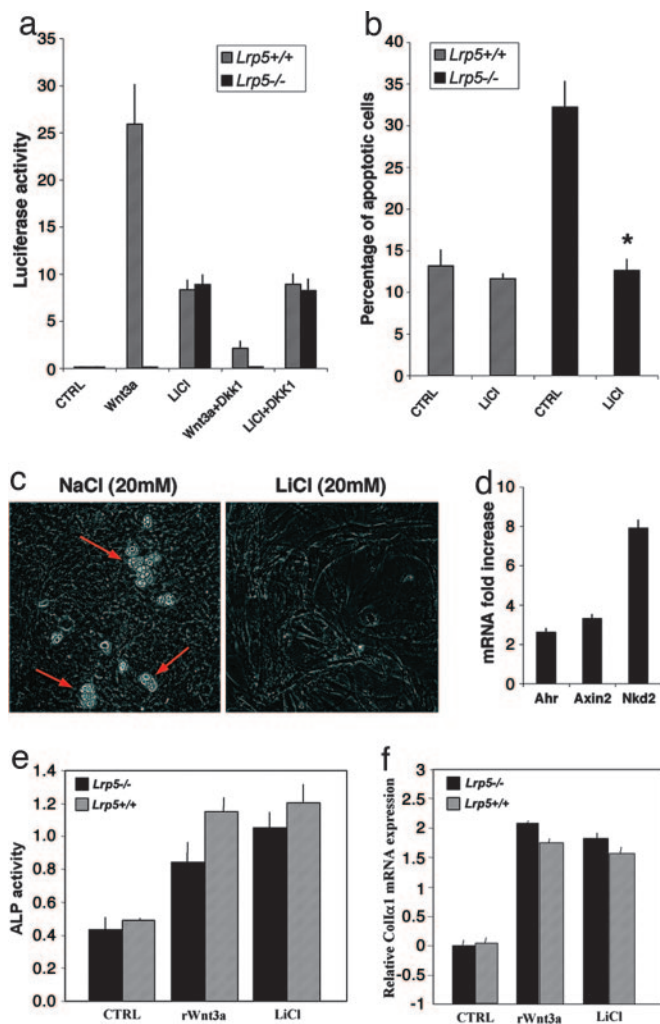 a
Luciferase activity
35
30
25
20
15
10
5
0
Lrp5+/+
Lrp5-/-
CTRL
Wnt3a
LiCl
Wnt3a+Dkk1
LiCl+DKK1
b
Percentage of apoptotic cells
40
35
30
25
20
15
10
5
0
Lrp5+/+
Lrp5-/-
*
CTRL
LiCl
CTRL
LiCl
c
NaCl (20mM)
LiCl (20mM)
d
mRNA fold increase
8
6
4
2
0
Ahr
Axin2
Nkd2
e
ALP activity
1.4
1.2
1.0
0.8
0.6
0.4
0.2
0.0
Lrp5-/-
Lrp5+/+
CTRL
rWnt3a
LiCl
f
Relative ColIα1 mRNA expression
3
2.5
2
1.5
1
0.5
0
-0.5
-1
Lrp5-/-
Lrp5+/+
CTRL
rWnt3a
LiCl